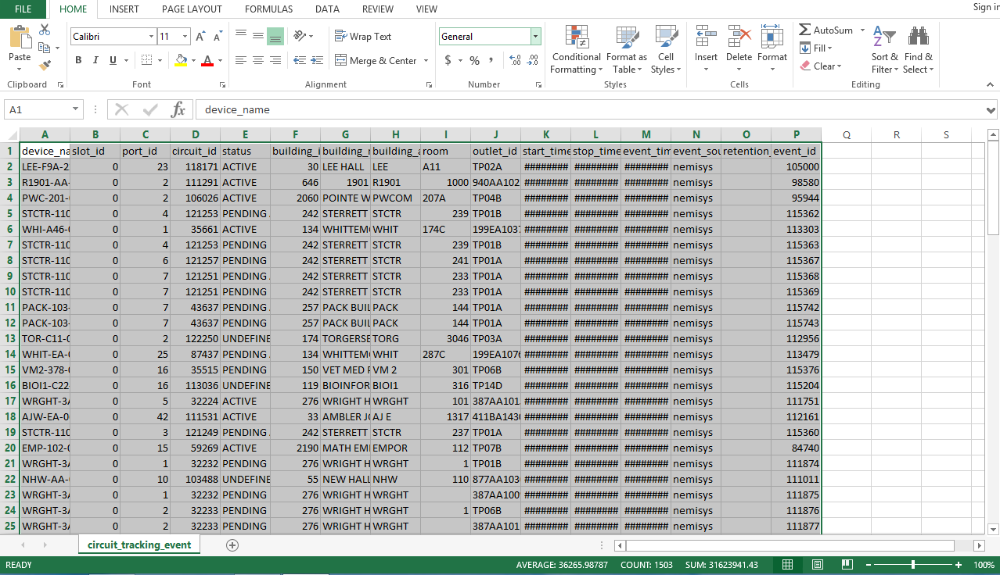 FILE HOME INSERT PAGE LAYOUT FORMULAS DATA REVIEW VIEW Sign in
Paste
Calibri 11
B I U A
Wrap Text
Merge & Center
General
$ % ,
Conditional Formatting
Format as Table
Cell Styles
Insert
Delete
Format
AutoSum
Fill
Clear
Sort & Filter
Find & Select
Clipboard Font Alignment Number Styles Cells Editing
A1 fx device_name
A B C D E F G H I J K L M N O P Q R S
1 device_na slot_id port_id circuit_id status building_i building_n building_a room outlet_id start_time stop_time event_tim event_sou retention_ event_id
2 LEE-F9A-2 0 23 118171 ACTIVE 30 LEE HALL LEE A11 TP02A ######## ######## ######## nemisys 105000
3 R1901-AA- 0 2 111291 ACTIVE 646 1901 R1901 1000 940AA102 ######## ######## ######## nemisys 98580
4 PWC-201- 0 2 106026 ACTIVE 2060 POINTE W PWCOM 207A TP04B ######## ######## ######## nemisys 95944
5 STCTR-110 0 4 121253 PENDING 242 STERRETT STCTR 239 TP01B ######## ######## ######## nemisys 115362
6 WHI-A46- 0 1 35661 ACTIVE 134 WHITTEM WHIT 174C 199EA1037 ######## ######## ######## nemisys 113303
7 STCTR-110 0 4 121253 PENDING 242 STERRETT STCTR 239 TP01B ######## ######## ######## nemisys 115363
8 STCTR-110 0 6 121257 PENDING 242 STERRETT STCTR 241 TP01A ######## ######## ######## nemisys 115367
9 STCTR-110 0 7 121251 PENDING 242 STERRETT STCTR 233 TP01A ######## ######## ######## nemisys 115368
10 STCTR-110 0 7 121251 PENDING 242 STERRETT STCTR 233 TP01A ######## ######## ######## nemisys 115369
11 PACK-103- 0 7 43637 PENDING 257 PACK BUIL PACK 144 TP01A ######## ######## ######## nemisys 115742
12 PACK-103- 0 7 43637 PENDING 257 PACK BUIL PACK 144 TP01A ######## ######## ######## nemisys 115743
13 TOR-C11-0 0 2 122250 UNDEFINE 174 TORGERSE TORG 3046 TP03A ######## ######## ######## nemisys 112956
14 WHIT-EA- 0 25 87437 PENDING 134 WHITTEM WHIT 287C 199EA1076 ######## ######## ######## nemisys 113479
15 VM2-378- 0 16 35515 PENDING 150 VET MED VM 2 301 TP06B ######## ######## ######## nemisys 115376
16 BIOI1-C22 0 16 113036 UNDEFINE 119 BIOINFOR BIOI1 316 TP14D ######## ######## ######## nemisys 115204
17 WRGHT-3A 0 5 32224 ACTIVE 276 WRIGHT H WRGHT 101 387AA101 ######## ######## ######## nemisys 111751
18 AJW-EA-0 0 42 111531 ACTIVE 33 AMBLER JO AJ E 1317 411BA1430 ######## ######## ######## nemisys 112161
19 STCTR-110 0 3 121249 PENDING 242 STERRETT STCTR 237 TP01A ######## ######## ######## nemisys 115360
20 EMP-102-0 0 15 59269 ACTIVE 2190 MATH EM EMPOR 112 TP07B ######## ######## ######## nemisys 84740
21 WRGHT-3A 0 1 32232 PENDING 276 WRIGHT H WRGHT 1 TP01B ######## ######## ######## nemisys 111874
22 NHW-AA- 0 10 103488 UNDEFINE 55 NEW HALL NHW 110 877AA103 ######## ######## ######## nemisys 111011
23 WRGHT-3A 0 1 32232 PENDING 276 WRIGHT H WRGHT 387AA100 ######## ######## ######## nemisys 111875
24 WRGHT-3A 0 2 32233 PENDING 276 WRIGHT H WRGHT 1 TP06B ######## ######## ######## nemisys 111876
25 WRGHT-3A 0 2 32233 PENDING 276 WRIGHT H WRGHT 387AA101 ######## ######## ######## nemisys 111877
circuit_tracking_event
READY AVERAGE: 36265.98787 COUNT: 1503 SUM: 31623941.43 100%